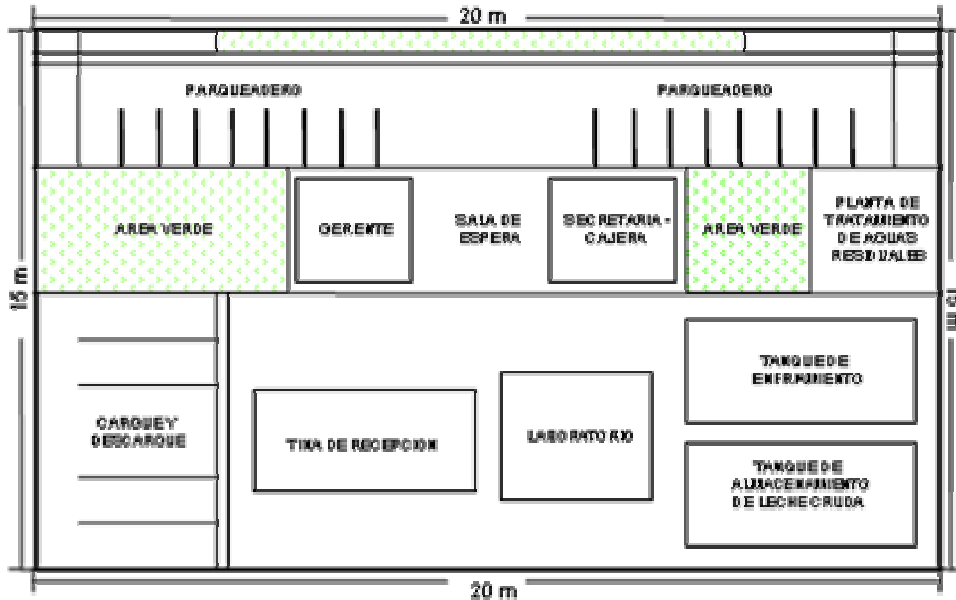 20 m
PARQUEADERO
PARQUEADERO
AREA VERDE
GERENTE
SALA DE
ESPERA
SECRETARIA -
CAJERA
AREA VERDE
PLANTA DE
TRATAMIENTO
DE AGUAS
RESIDUALES
15 m
CARGUE Y
DESCARGUE
TINA DE RECEPCION
LABORATORIO
TANQUE DE
ENFRIAMIENTO
TANQUE DE
ALMACENAMIENTO
DE LECHE CRUDA
20 m